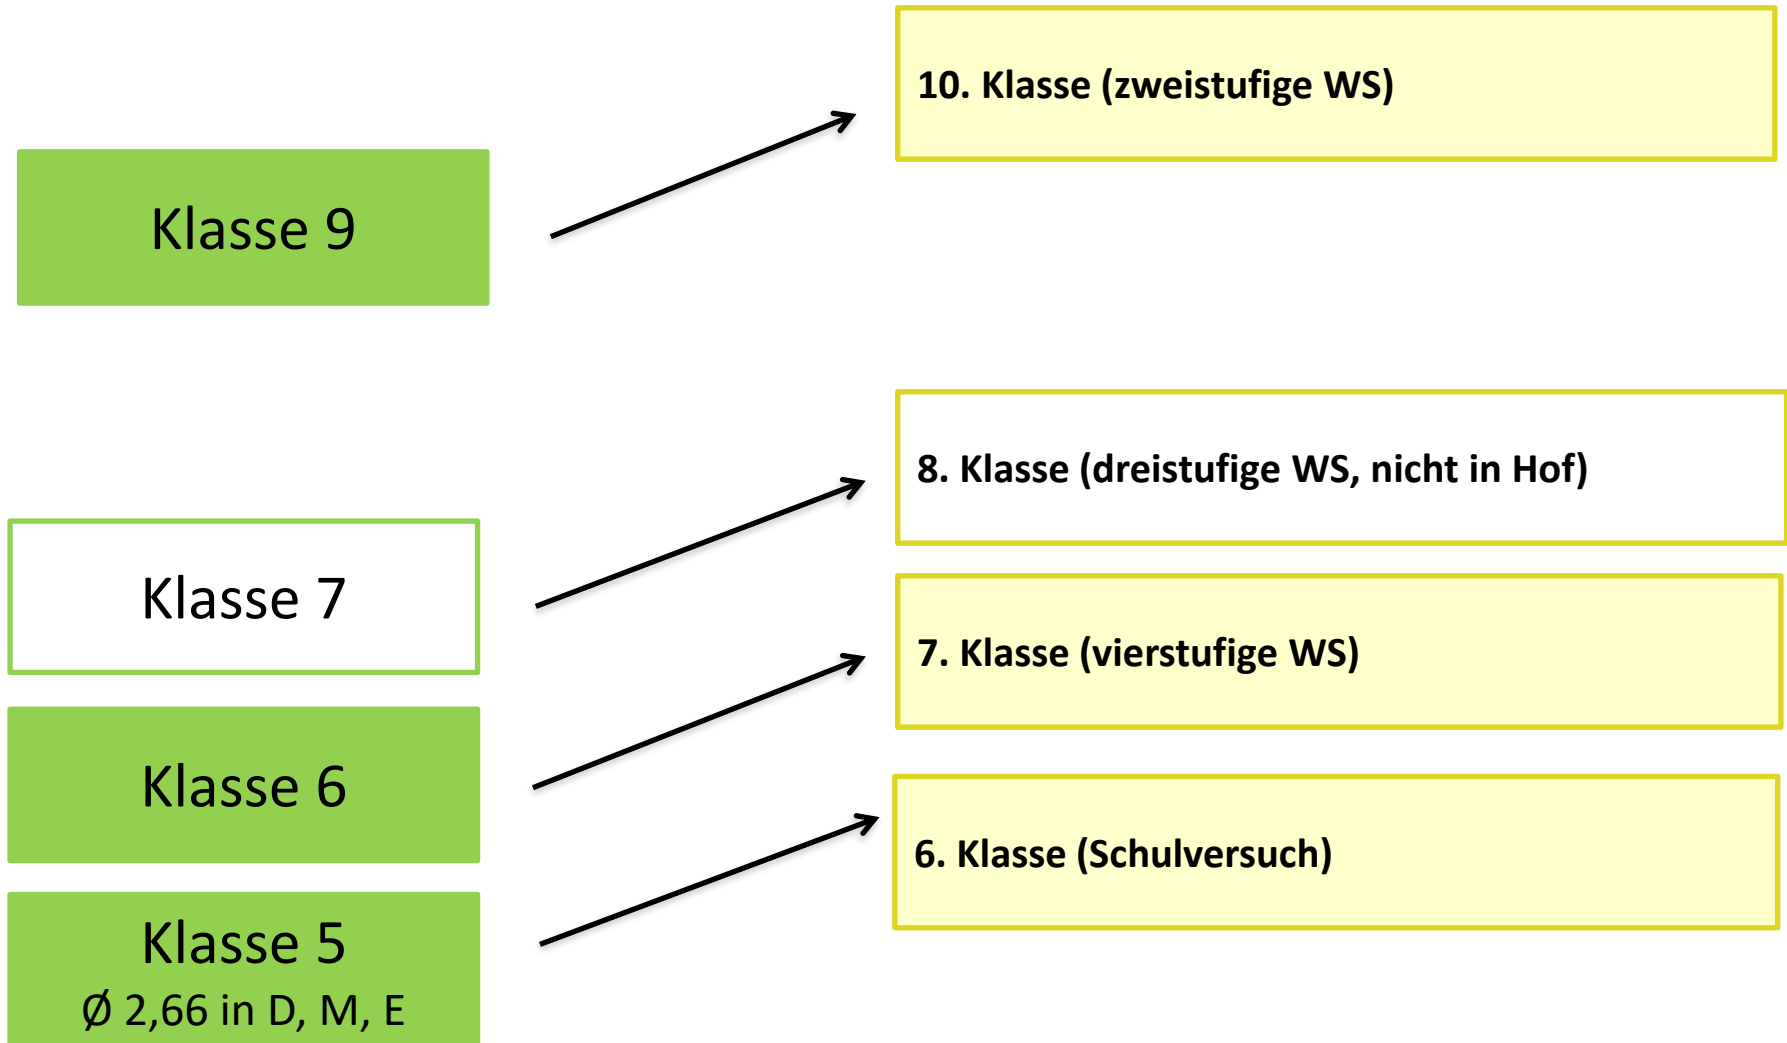 10. Klasse (zweistufige WS)
Klasse 9
8. Klasse (dreistufige WS, nicht in Hof)
Klasse 7
7. Klasse (vierstufige WS)
Klasse 6
6. Klasse (Schulversuch)
Klasse 5
Ø 2,66 in D, M, E